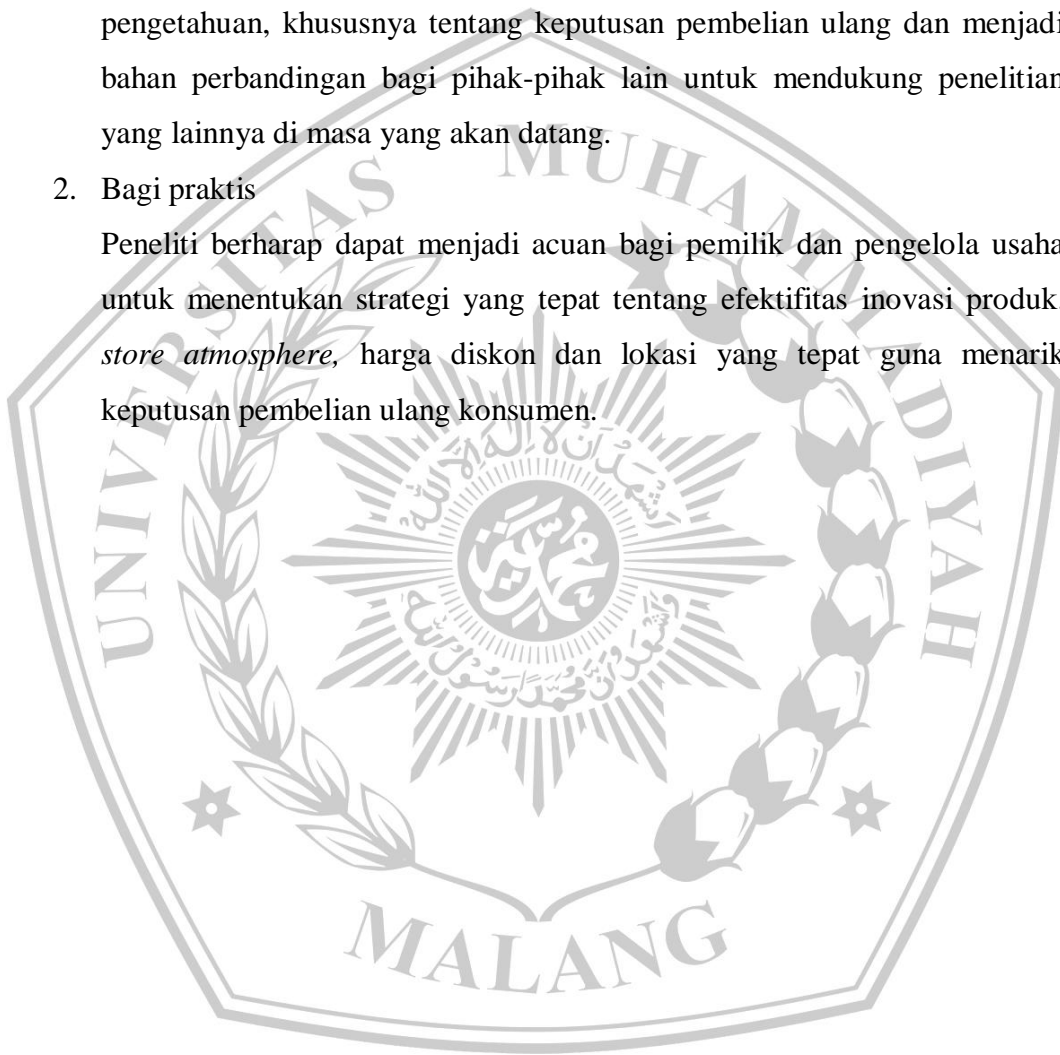 pengetahuan, khususnya tentang keputusan pembelian ulang dan menjadi
bahan perbandingan bagi pihak-pihak lain untuk mendukung penelitian
yang lainnya di masa yang akan datang.
2. Bagi praktis
Peneliti berharap dapat menjadi acuan bagi pemilik dan pengelola usaha
untuk menentukan strategi yang tepat tentang efektifitas inovasi produk
store atmosphere, harga diskon dan lokasi yang tepat guna menarik
keputusan pembelian ulang konsumen.
UNIVERSITAS MUHAMMADIYAH
MALANG